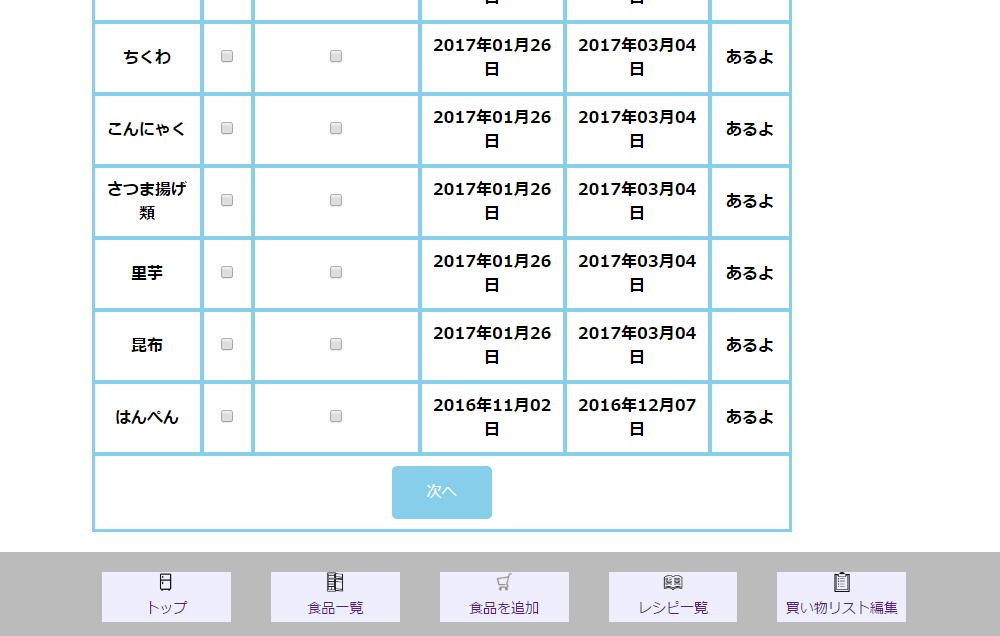 日
日
ちくわ
2017年01月26
日
2017年03月04
日
あるよ
こんにゃく
2017年01月26
日
2017年03月04
日
あるよ
さつま揚げ
類
2017年01月26
日
2017年03月04
日
あるよ
里芋
2017年01月26
日
2017年03月04
日
あるよ
昆布
2017年01月26
日
2017年03月04
日
あるよ
はんぺん
2016年11月02
日
2016年12月07
日
あるよ
次へ
トップ
食品一覧
食品を追加
レシピ一覧
買い物リスト編集